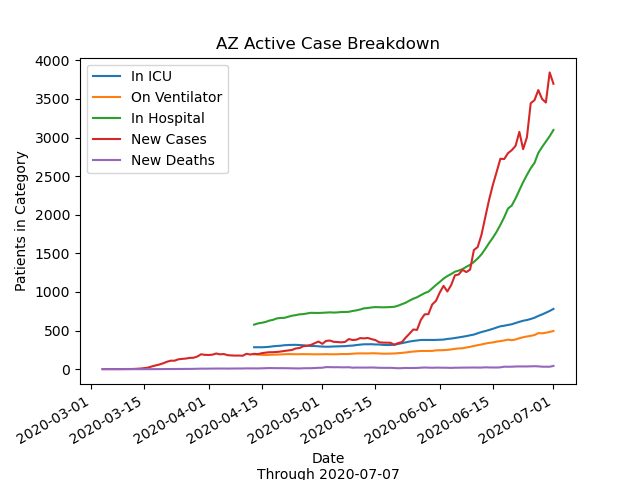 AZ Active Case Breakdown
In ICU
On Ventilator
In Hospital
New Cases
New Deaths
Patients in Category
4000
3500
3000
2500
2000
1500
1000
500
0
2020-03-01
2020-03-15
2020-04-01
2020-04-15
2020-05-01
2020-05-15
2020-06-01
2020-06-15
2020-07-01
Date
Through 2020-07-07